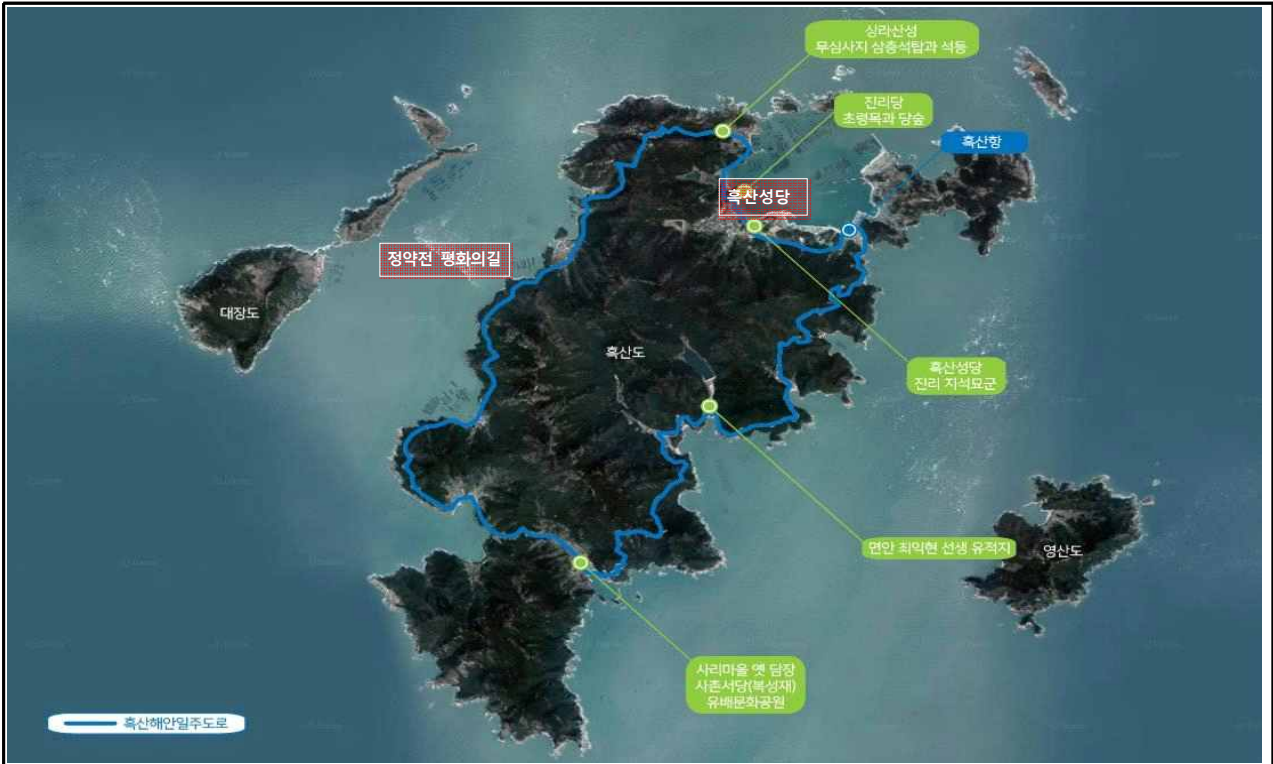 상라산성
무심사지 삼층석탑과 석등
진리당
초령목과 당숲
흑산항
흑산성당
정약전 평화의길
대장도
흑산도
흑산성당
진리 지석묘군
면안 최익현 선생 유적지
영산도
사리마을 옛 담장
사촌서당(복성재)
유배문화공원
흑산해안일주도로